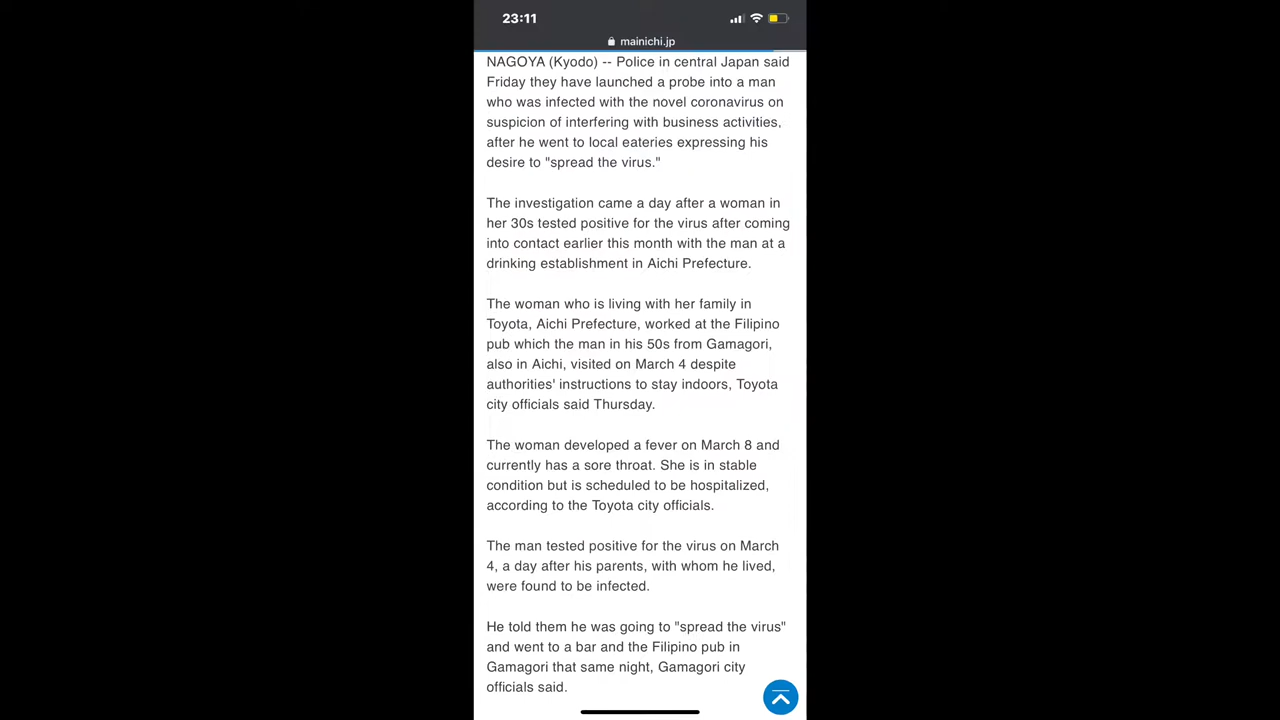 23:11
mainichi.jp
NAGOYA (Kyodo) -- Police in central Japan said
Friday they have launched a probe into a man
who was infected with the novel coronavirus on
suspicion of interfering with business activities,
after he went to local eateries expressing his
desire to "spread the virus."
The investigation came a day after a woman in
her 30s tested positive for the virus after coming
into contact earlier this month with the man at a
drinking establishment in Aichi Prefecture.
The woman who is living with her family in
Toyota, Aichi Prefecture, worked at the Filipino
pub which the man in his 50s from Gamagori,
also in Aichi, visited on March 4 despite
authorities' instructions to stay indoors, Toyota
city officials said Thursday.
The woman developed a fever on March 8 and
currently has a sore throat. She is in stable
condition but is scheduled to be hospitalized,
according to the Toyota city officials.
The man tested positive for the virus on March
4, a day after his parents, with whom he lived,
were found to be infected.
He told them he was going to "spread the virus"
and went to a bar and the Filipino pub in
Gamagori that same night, Gamagori city
officials said.